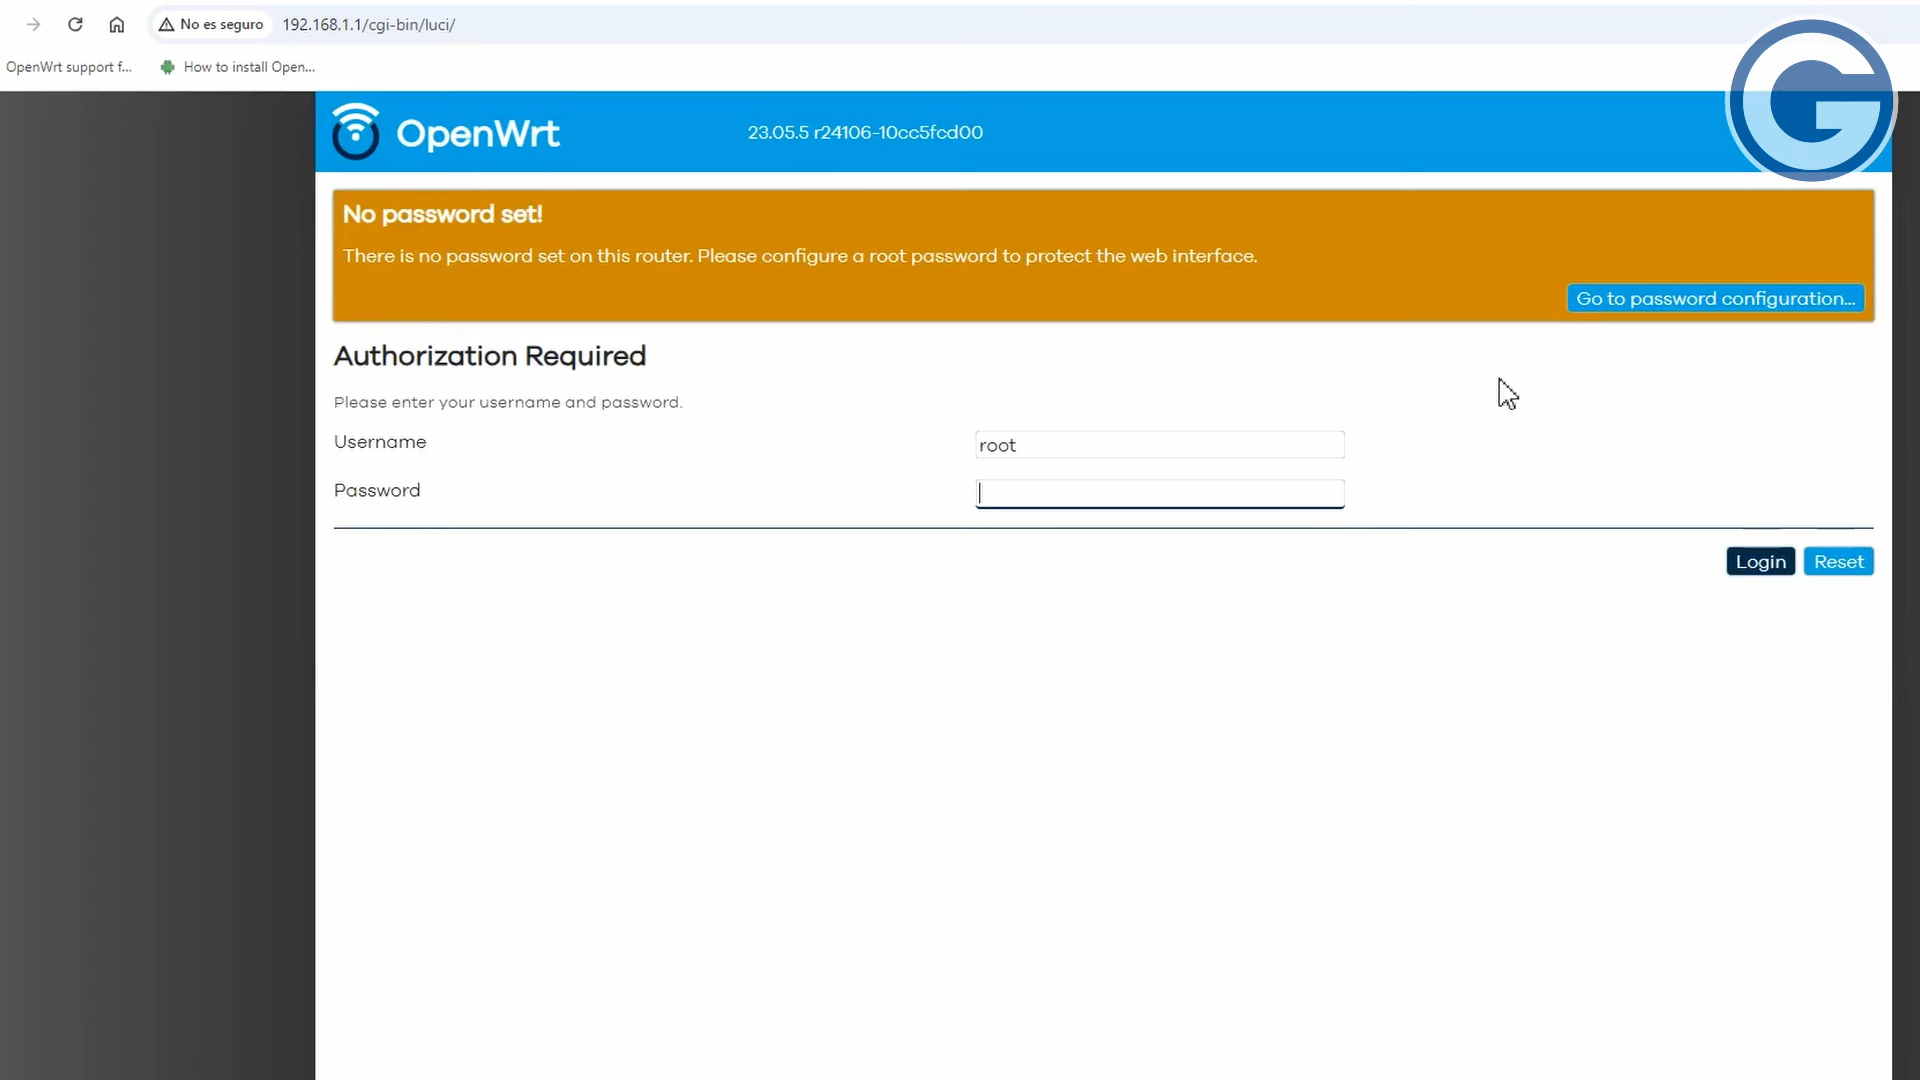 No es seguro 192.168.1.1/cgi-bin/luci/
OpenWrt support f... How to install Open...
OpenWrt 23.05.5 r24106-10cc5fcd00
G
No password set!
There is no password set on this router. Please configure a root password to protect the web interface.
Go to password configuration...
Authorization Required
Please enter your username and password.
Username root
Password
Login Reset